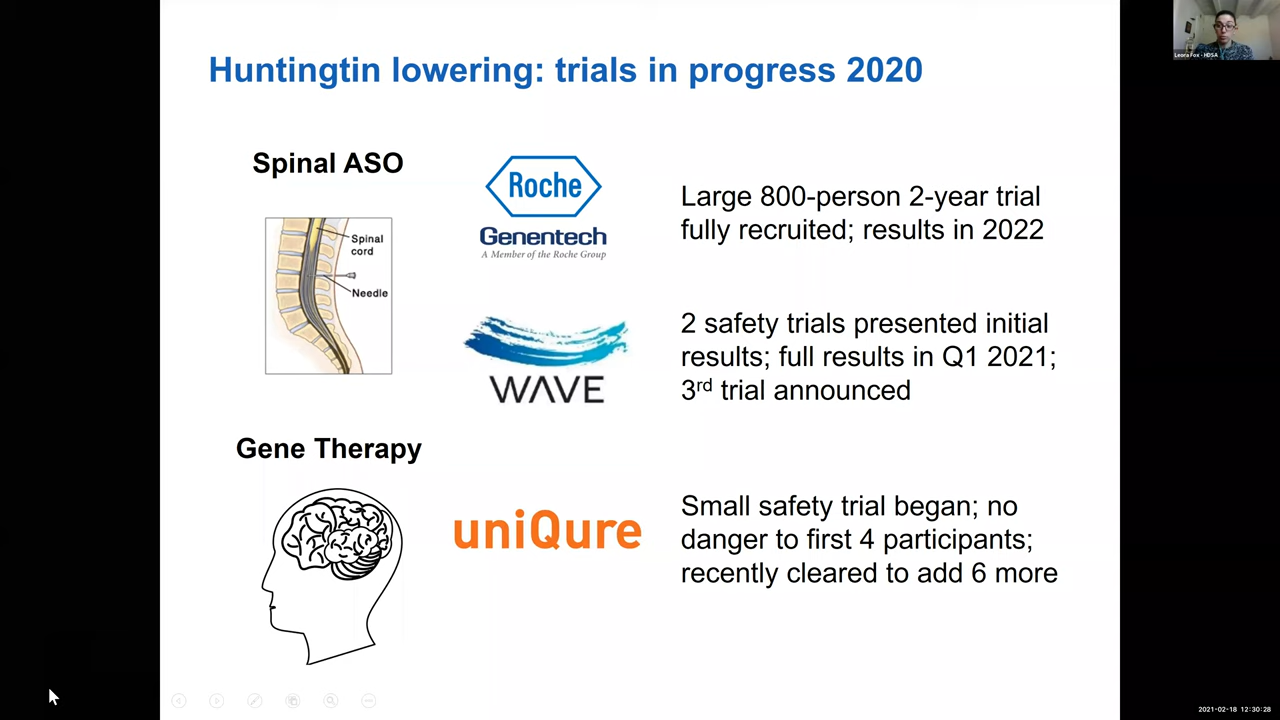 Huntingtin lowering: trials in progress 2020
Leora Fox - HDSA
Spinal ASO
Spinal
cord
Needle
Roche
Genentech
A Member of the Roche Group
Large 800-person 2-year trial
fully recruited; results in 2022
WAVE
2 safety trials presented initial
results; full results in Q1 2021;
3rd trial announced
Gene Therapy
uniQure
Small safety trial began; no
danger to first 4 participants;
recently cleared to add 6 more
2021-02-18 12:30:28